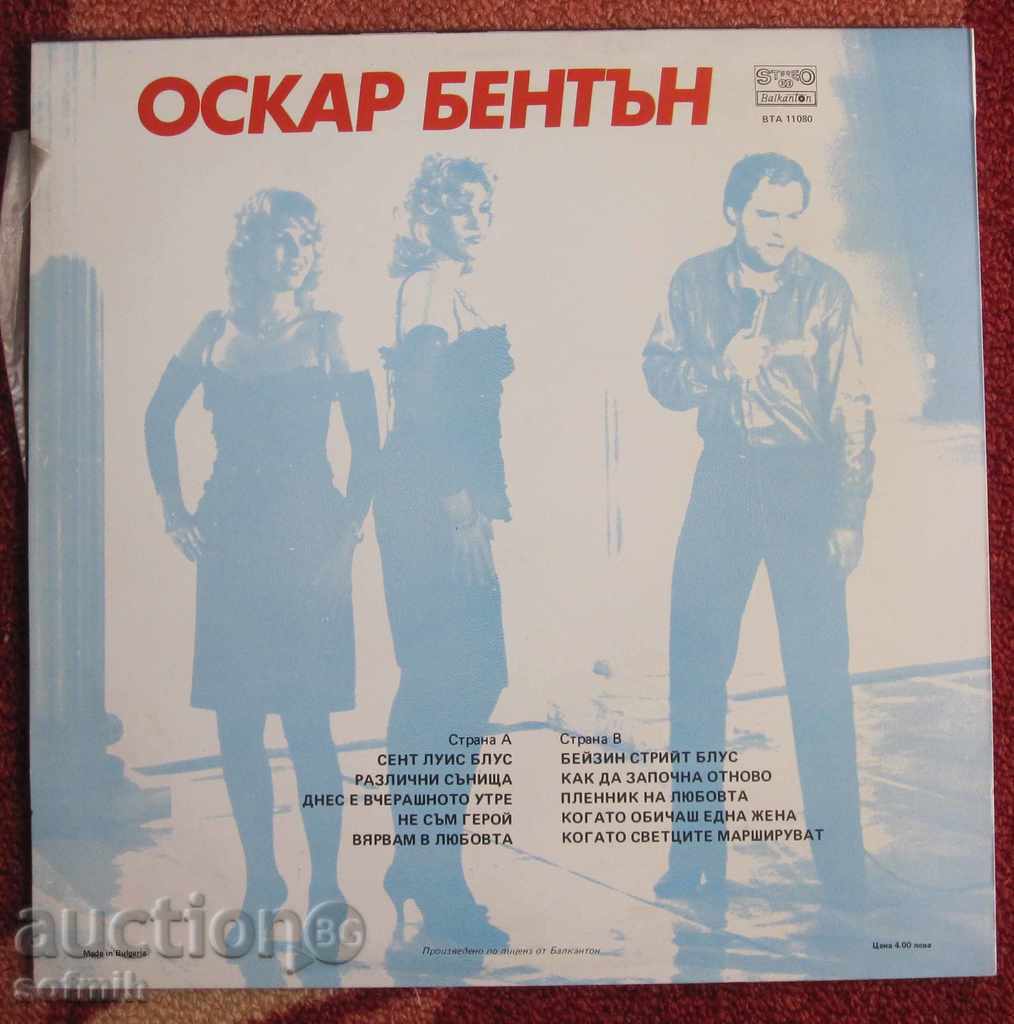 ОСКАР БЕНТЪН
STEREO
Balkanton
ВТА 11080
Страна А
СЕНТ ЛУИС БЛУС
РАЗЛИЧНИ СЪНИЩА
ДНЕС Е ВЧЕРАШНОТО УТРЕ
НЕ СЪМ ГЕРОЙ
ВЯРВАМ В ЛЮБОВТА
Страна В
БЕЙЗИН СТРИЙТ БЛУС
КАК ДА ЗАПОЧНА ОТНОВО
ПЛЕННИК НА ЛЮБОВТА
КОГАТО ОБИЧАШ ЕДНА ЖЕНА
КОГАТО СВЕТЦИТЕ МАРШИРУВАТ
auction BG
Made in Bulgaria
Произведено по лиценз от Балкантон
Цена 4.00 лева
sofmik